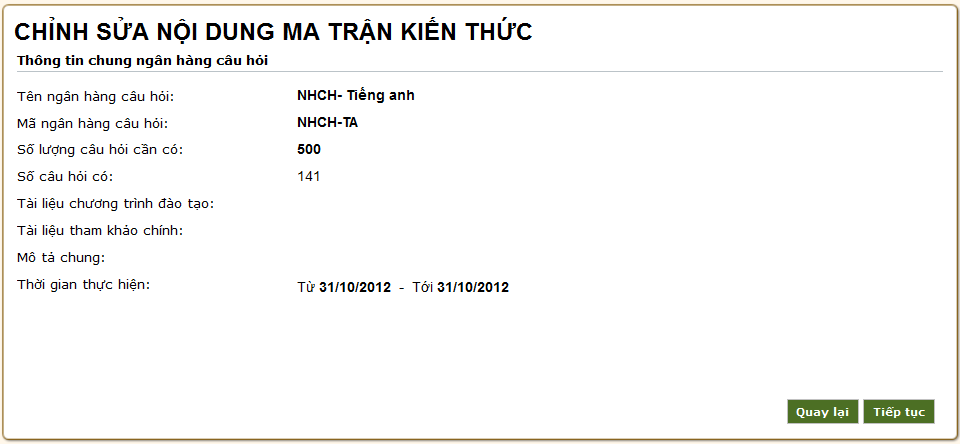 CHỈNH SỬA NỘI DUNG MA TRẬN KIẾN THỨC
Thông tin chung ngân hàng câu hỏi
Tên ngân hàng câu hỏi: NHCH- Tiếng anh
Mã ngân hàng câu hỏi: NHCH-TA
Số lượng câu hỏi cần có: 500
Số câu hỏi có: 141
Tài liệu chương trình đào tạo:
Tài liệu tham khảo chính:
Mô tả chung:
Thời gian thực hiện: Từ 31/10/2012 - Tới 31/10/2012
Quay lại Tiếp tục